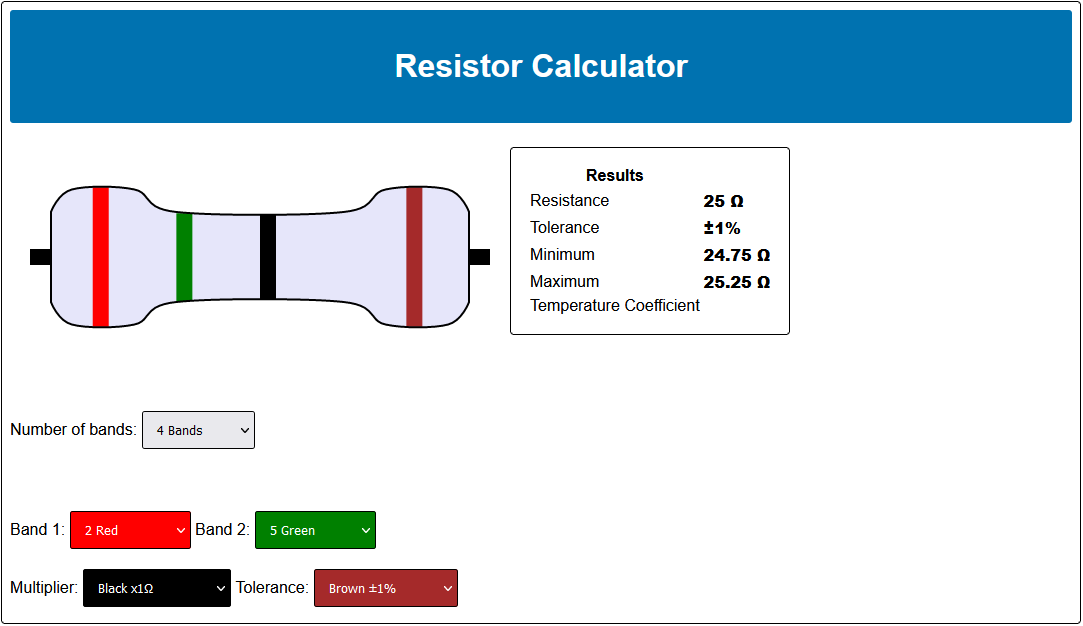 Resistor Calculator
Results
Resistance 25 Ω
Tolerance ±1%
Minimum 24.75 Ω
Maximum 25.25 Ω
Temperature Coefficient
Number of bands: 4 Bands
Band 1: 2 Red Band 2: 5 Green
Multiplier: Black x1Ω Tolerance: Brown ±1%